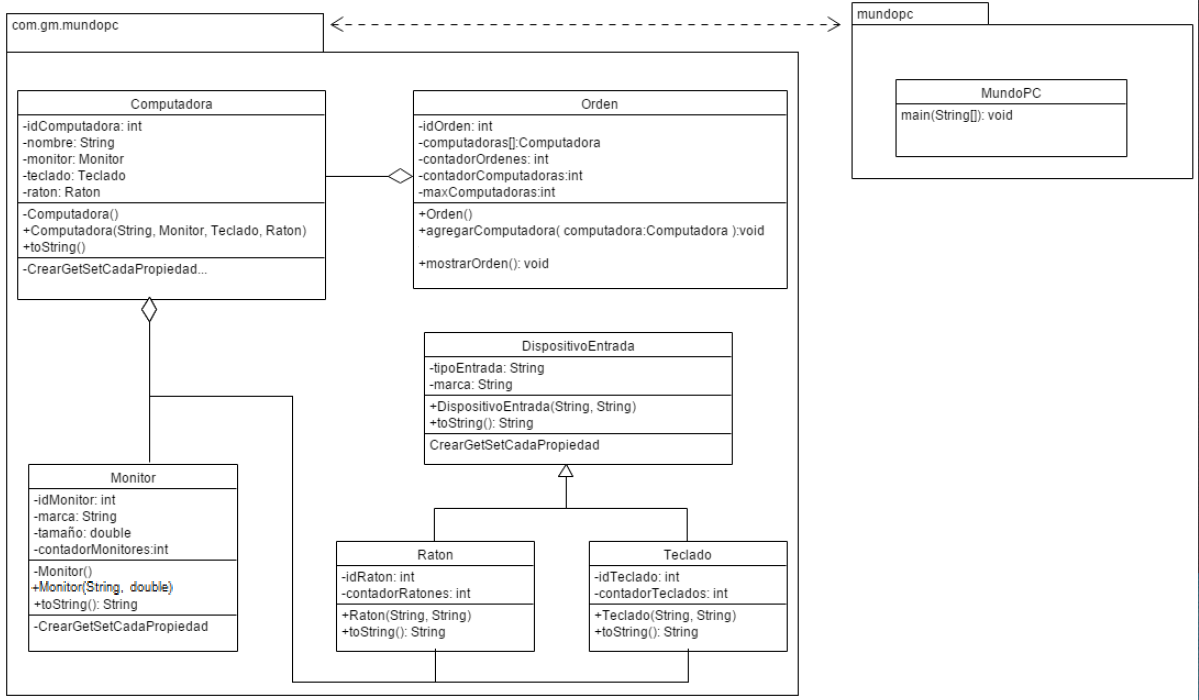 com.gm.mundopc
mundopc
MundoPC
main(String[]): void
Computadora
-idComputadora: int
-nombre: String
-monitor: Monitor
-teclado: Teclado
-raton: Raton
-Computadora()
+Computadora(String, Monitor, Teclado, Raton)
+toString()
-CrearGetSetCadaPropiedad...
Orden
-idOrden: int
-computadoras[]:Computadora
-contadorOrdenes: int
-contadorComputadoras:int
-maxComputadoras:int
+Orden()
+agregarComputadora( computadora:Computadora ):void
+mostrarOrden(): void
DispositivoEntrada
-tipoEntrada: String
-marca: String
+DispositivoEntrada(String, String)
+toString(): String
CrearGetSetCadaPropiedad
Monitor
-idMonitor: int
-marca: String
-tamaño: double
-contadorMonitores:int
-Monitor()
+Monitor(String, double)
+toString(): String
-CrearGetSetCadaPropiedad
Raton
-idRaton: int
-contadorRatones: int
+Raton(String, String)
+toString(): String
Teclado
-idTeclado: int
-contadorTeclados: int
+Teclado(String, String)
+toString(): String